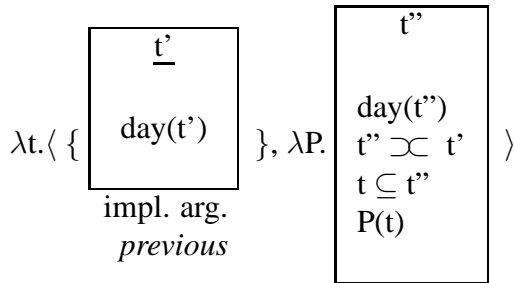 t”
t’
day(t”)
λt.⟨ { day(t’) }, λP. t” ⊃⊂ t’ ⟩
t ⊆ t”
P(t)
impl. arg.
previous